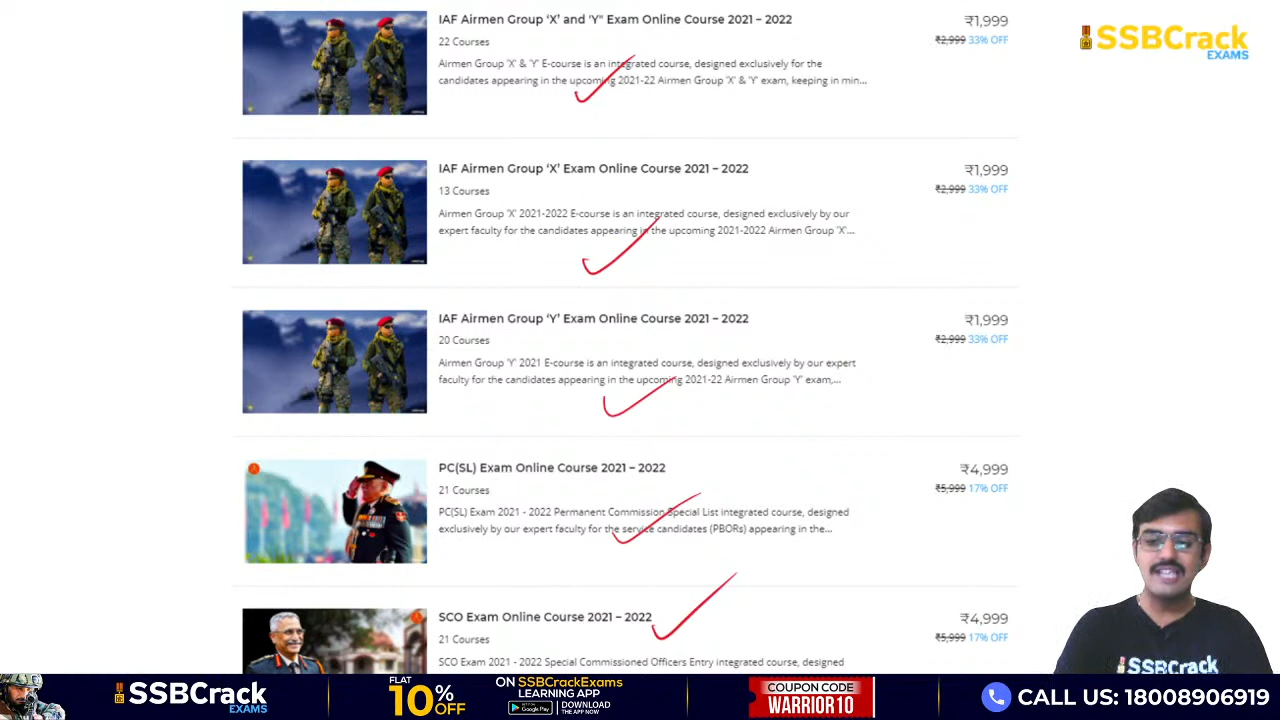 IAF Airmen Group ‘X’ and 'Y" Exam Online Course 2021 – 2022
₹1,999
22 Courses
₹2,999 33% OFF
Airmen Group 'X' & 'Y' E-course is an integrated course, designed exclusively for the
candidates appearing in the upcoming 2021-22 Airmen Group 'X' & 'Y' exam, keeping in min...
SSBCrack
EXAMS
IAF Airmen Group ‘X’ Exam Online Course 2021 – 2022
₹1,999
13 Courses
₹2,999 33% OFF
Airmen Group 'X' 2021-2022 E-course is an integrated course, designed exclusively by our
expert faculty for the candidates appearing in the upcoming 2021-2022 Airmen Group 'X'...
IAF Airmen Group ‘Y’ Exam Online Course 2021 – 2022
₹1,999
20 Courses
₹2,999 33% OFF
Airmen Group 'Y' 2021 E-course is an integrated course, designed exclusively by our expert
faculty for the candidates appearing in the upcoming 2021-22 Airmen Group 'Y' exam,...
PC(SL) Exam Online Course 2021 – 2022
₹4,999
21 Courses
₹5,999 17% OFF
PC(SL) Exam 2021 - 2022 Permanent Commission Special List integrated course, designed
exclusively by our expert faculty for the service candidates (PBORs) appearing in the...
SCO Exam Online Course 2021 – 2022
₹4,999
21 Courses
₹5,999 17% OFF
SCO Exam 2021 - 2022 Special Commissioned Officers Entry integrated course, designed
SSBCrack
SSBCrack
EXAMS
FLAT
10% OFF
ON SSBCrackExams
LEARNING APP
GET IT ON
Google Play
DOWNLOAD
THE APP NOW
COUPON CODE
WARRIOR10
CALL US: 18008906919